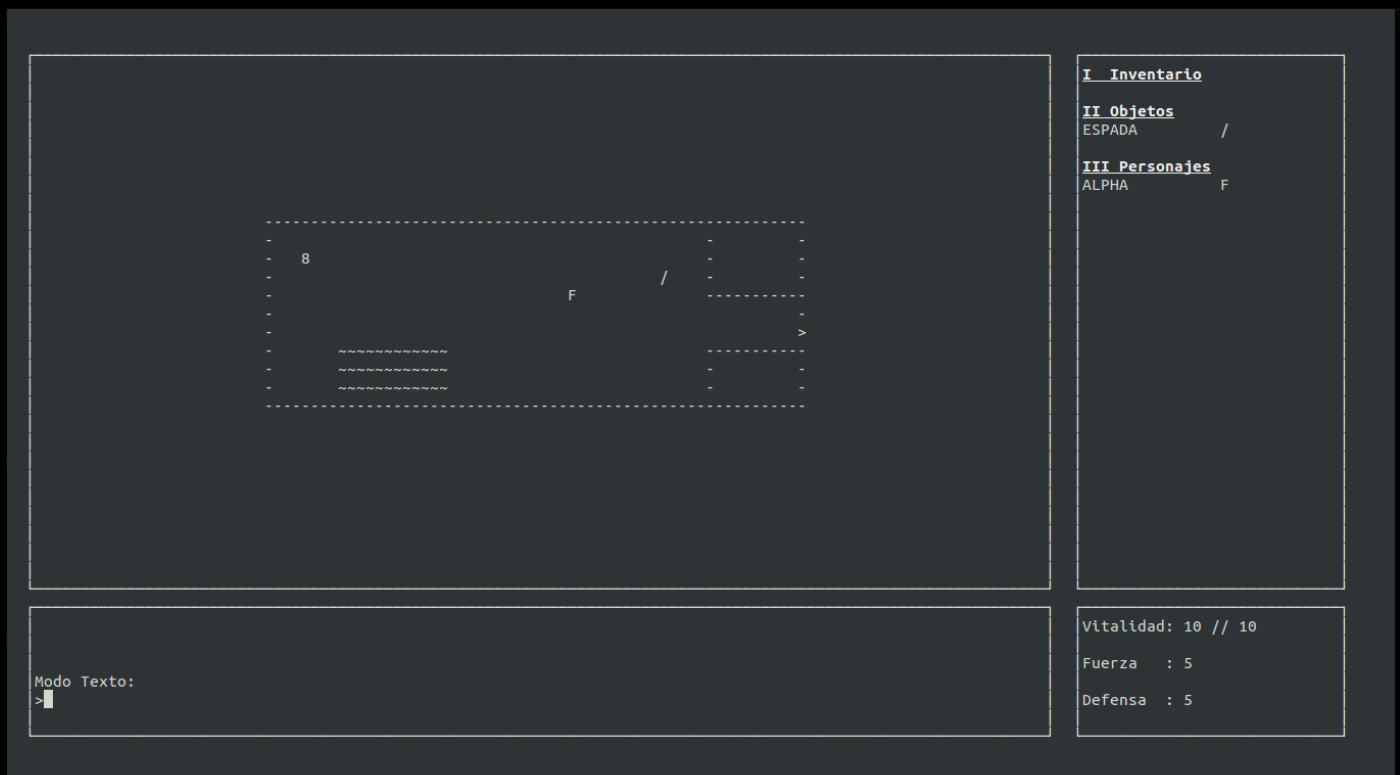 I  Inventario
II Objetos
ESPADA /
III Personajes
ALPHA F
-----------------------------------------------------------
- - -
- 8 - -
- / - -
- F -----------
- -
- >
- ~~~~~~~~~~~~ -----------
- ~~~~~~~~~~~~ - -
- ~~~~~~~~~~~~ - -
-----------------------------------------------------------
Modo Texto:
>
Vitalidad: 10 // 10
Fuerza   : 5
Defensa  : 5